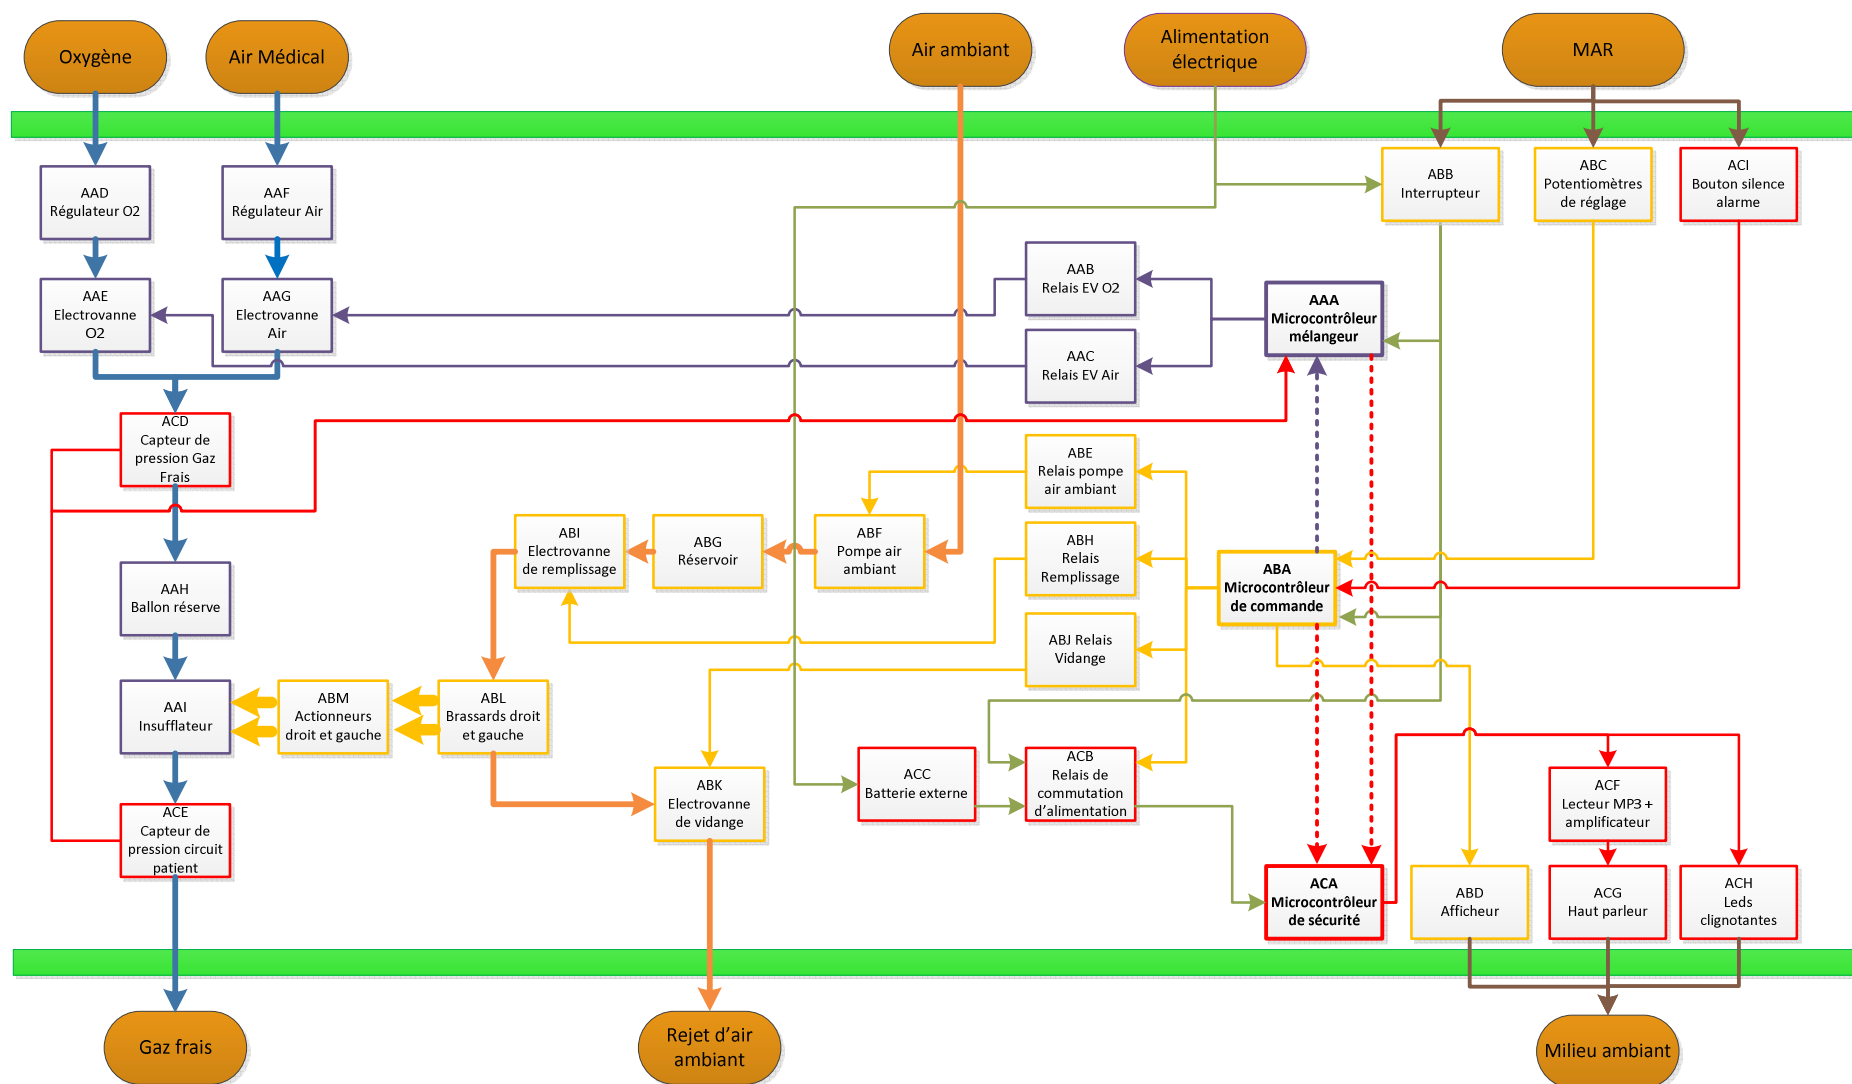 Oxygène
Air Médical
Air ambiant
Alimentation
électrique
MAR
AAD
Régulateur O2
AAF
Régulateur Air
ABB
Interrupteur
ABC
Potentiomètres
de réglage
ACI
Bouton silence
alarme
AAE
Electrovanne
O2
AAG
Electrovanne
Air
AAB
Relais EV O2
AAA
Microcontrôleur
mélangeur
AAC
Relais EV Air
ACD
Capteur de
pression Gaz
Frais
ABE
Relais pompe
air ambiant
ABI
Electrovanne
de remplissage
ABG
Réservoir
ABF
Pompe air
ambiant
ABH
Relais
Remplissage
ABA
Microcontrôleur
de commande
AAH
Ballon réserve
ABJ Relais
Vidange
AAI
Insufflateur
ABM
Actionneurs
droit et gauche
ABL
Brassards droit
et gauche
ABK
Electrovanne
de vidange
ACC
Batterie externe
ACB
Relais de
commutation
d'alimentation
ACF
Lecteur MP3 +
amplificateur
ACE
Capteur de
pression circuit
patient
ACA
Microcontrôleur
de sécurité
ABD
Afficheur
ACG
Haut parleur
ACH
Leds
clignotantes
Gaz frais
Rejet d'air
ambiant
Milieu ambiant